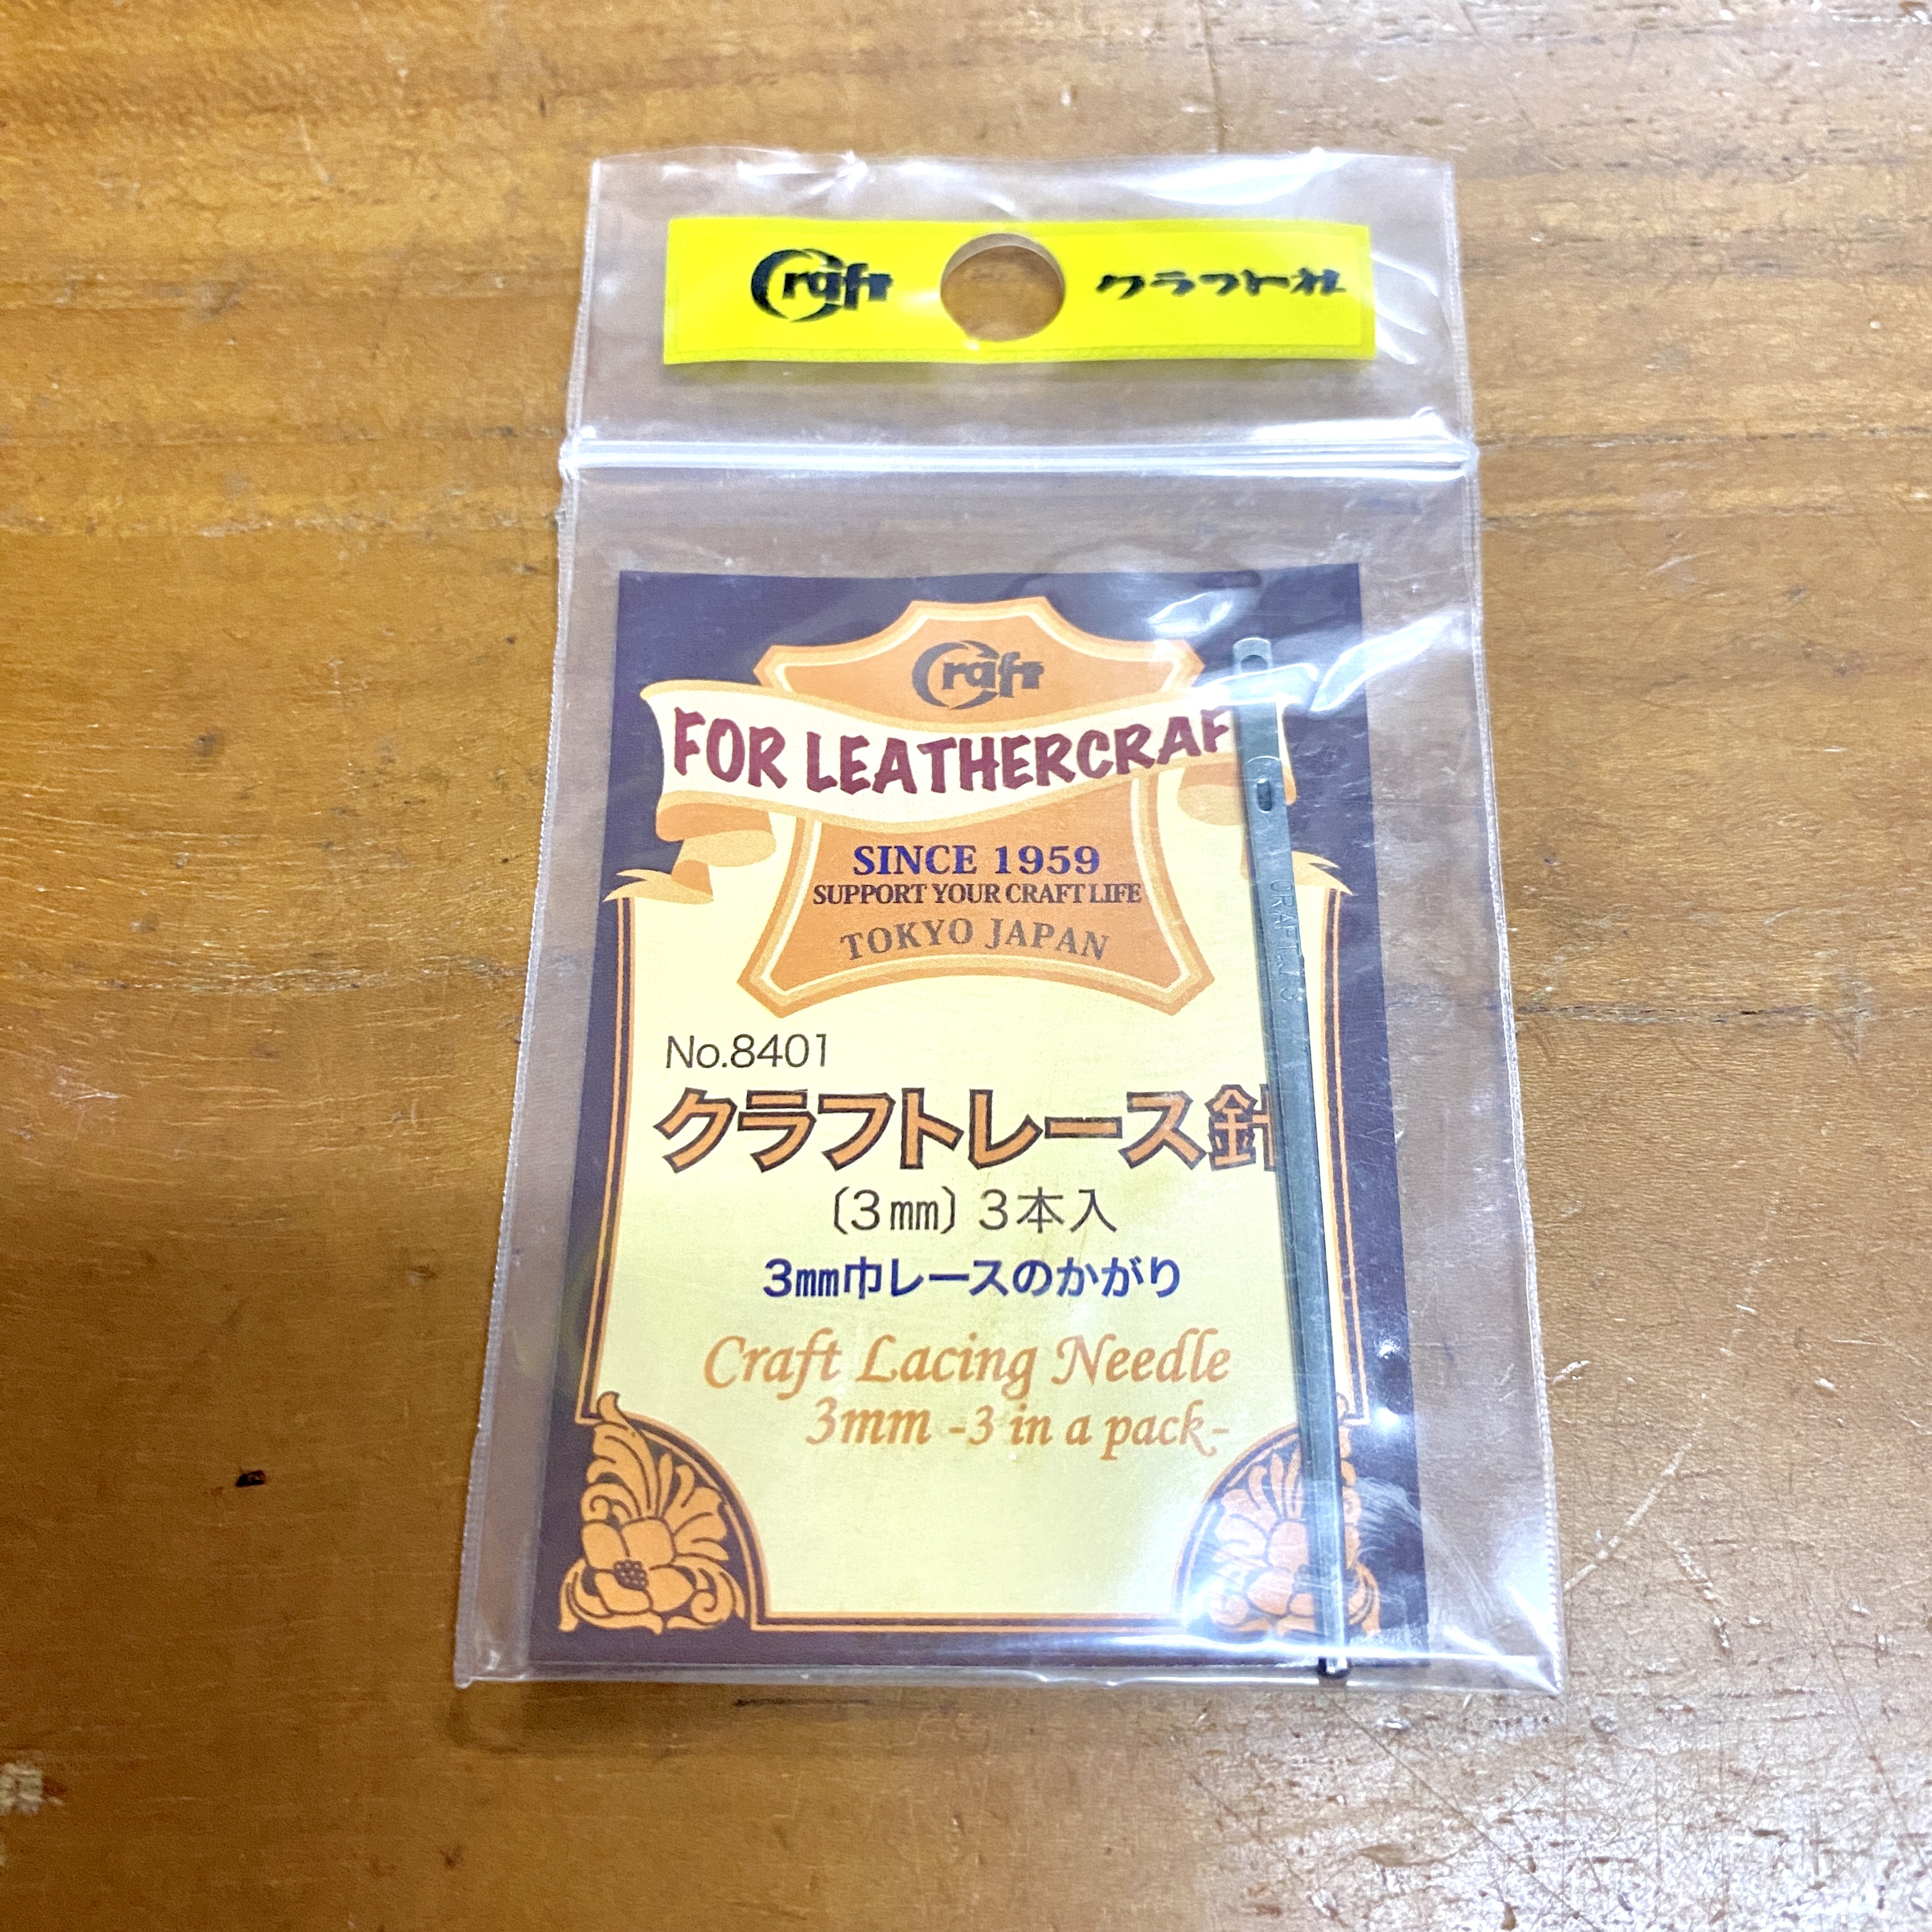 Craft クラフト社
Craft
FOR LEATHERCRAF
SINCE 1959
SUPPORT YOUR CRAFT LIFE
TOKYO JAPAN
No.8401
クラフトレース針
〔3㎜〕3本入
3㎜巾レースのかがり
Craft Lacing Needle
3mm -3 in a pack-